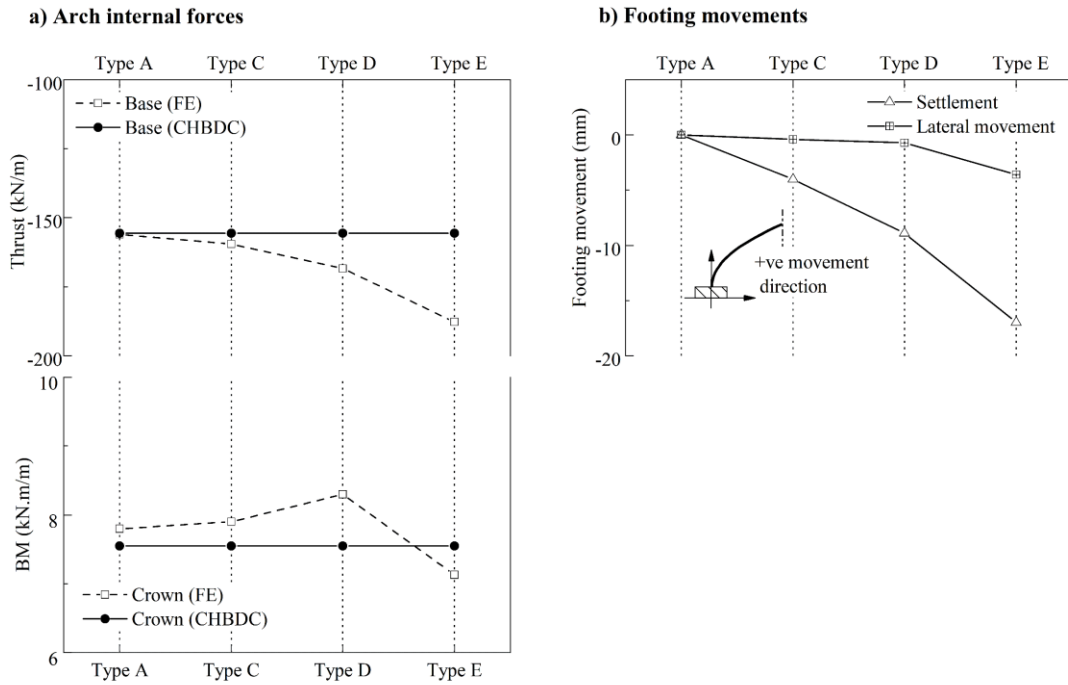 a) Arch internal forces
Type A Type C Type D Type E
-100
-150
-200
Thrust (kN/m)
Base (FE)
Base (CHBDC)
10
8
6
BM (kN.m/m)
Crown (FE)
Crown (CHBDC)
Type A Type C Type D Type E
b) Footing movements
Type A Type C Type D Type E
0
-10
-20
Footing movement (mm)
Settlement
Lateral movement
+ve movement
direction